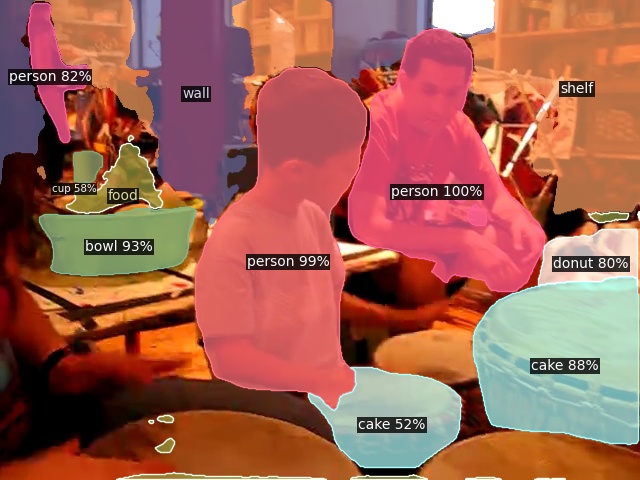 person 82%
wall
shelf
cup 58%
food
person 100%
bowl 93%
person 99%
donut 80%
cake 88%
cake 52%